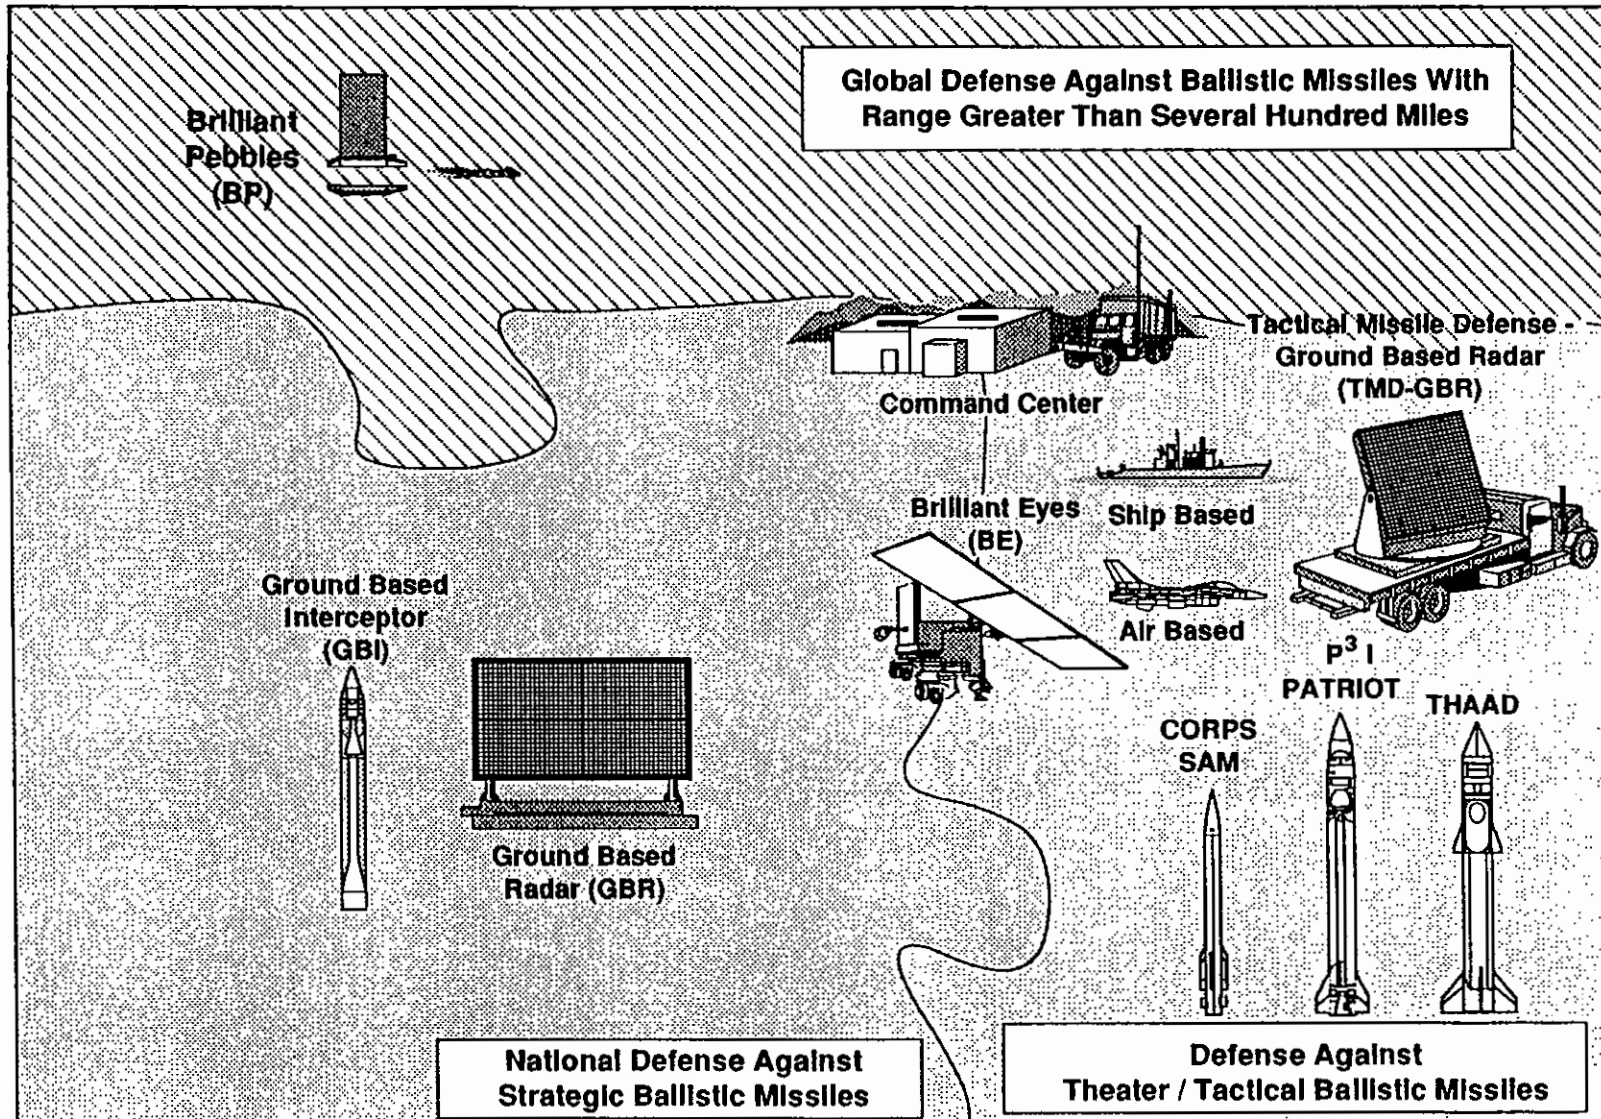 Global Defense Against Ballistic Missiles With
Range Greater Than Several Hundred Miles
Brilliant
Pebbles
(BP)
Tactical Missile Defense -
Ground Based Radar
(TMD-GBR)
Command Center
Brilliant Eyes
(BE)
Ship Based
Air Based
Ground Based
Interceptor
(GBI)
Ground Based
Radar (GBR)
CORPS
SAM
P³ I
PATRIOT
THAAD
National Defense Against
Strategic Ballistic Missiles
Defense Against
Theater / Tactical Ballistic Missiles